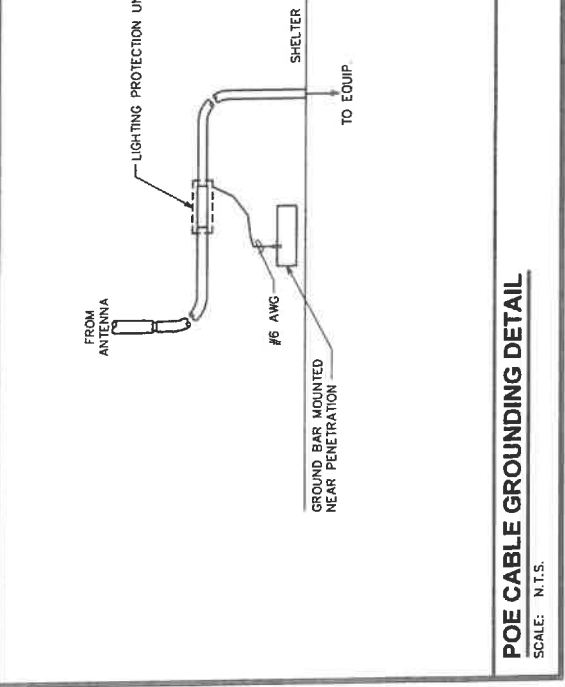 LIGHTING PROTECTION UN
SHELTER
FROM
ANTENNA
TO EQUIP.
#6 AWG
GROUND BAR MOUNTED
NEAR PENETRATION
POE CABLE GROUNDING DETAIL
SCALE: N.T.S.